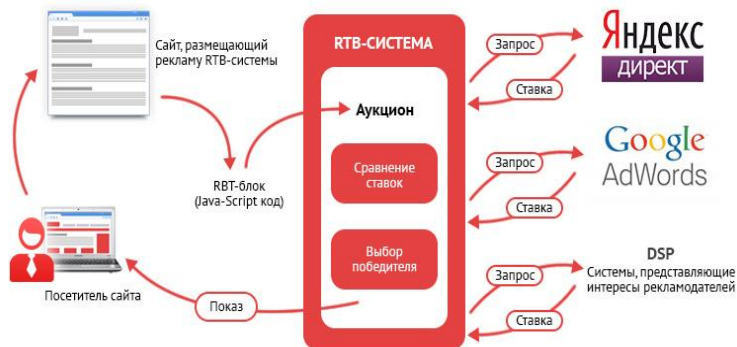 Сайт, размещающий
рекламу RTB-системы
RBT-блок
(Java-Script код)
Посетитель сайта
Показ
RTB-СИСТЕМА
Аукцион
Сравнение
ставок
Выбор
победителя
Запрос
Ставка
Яндекс
директ
Запрос
Ставка
Google
AdWords
Запрос
Ставка
DSP
Системы, представляющие
интересы рекламодателей